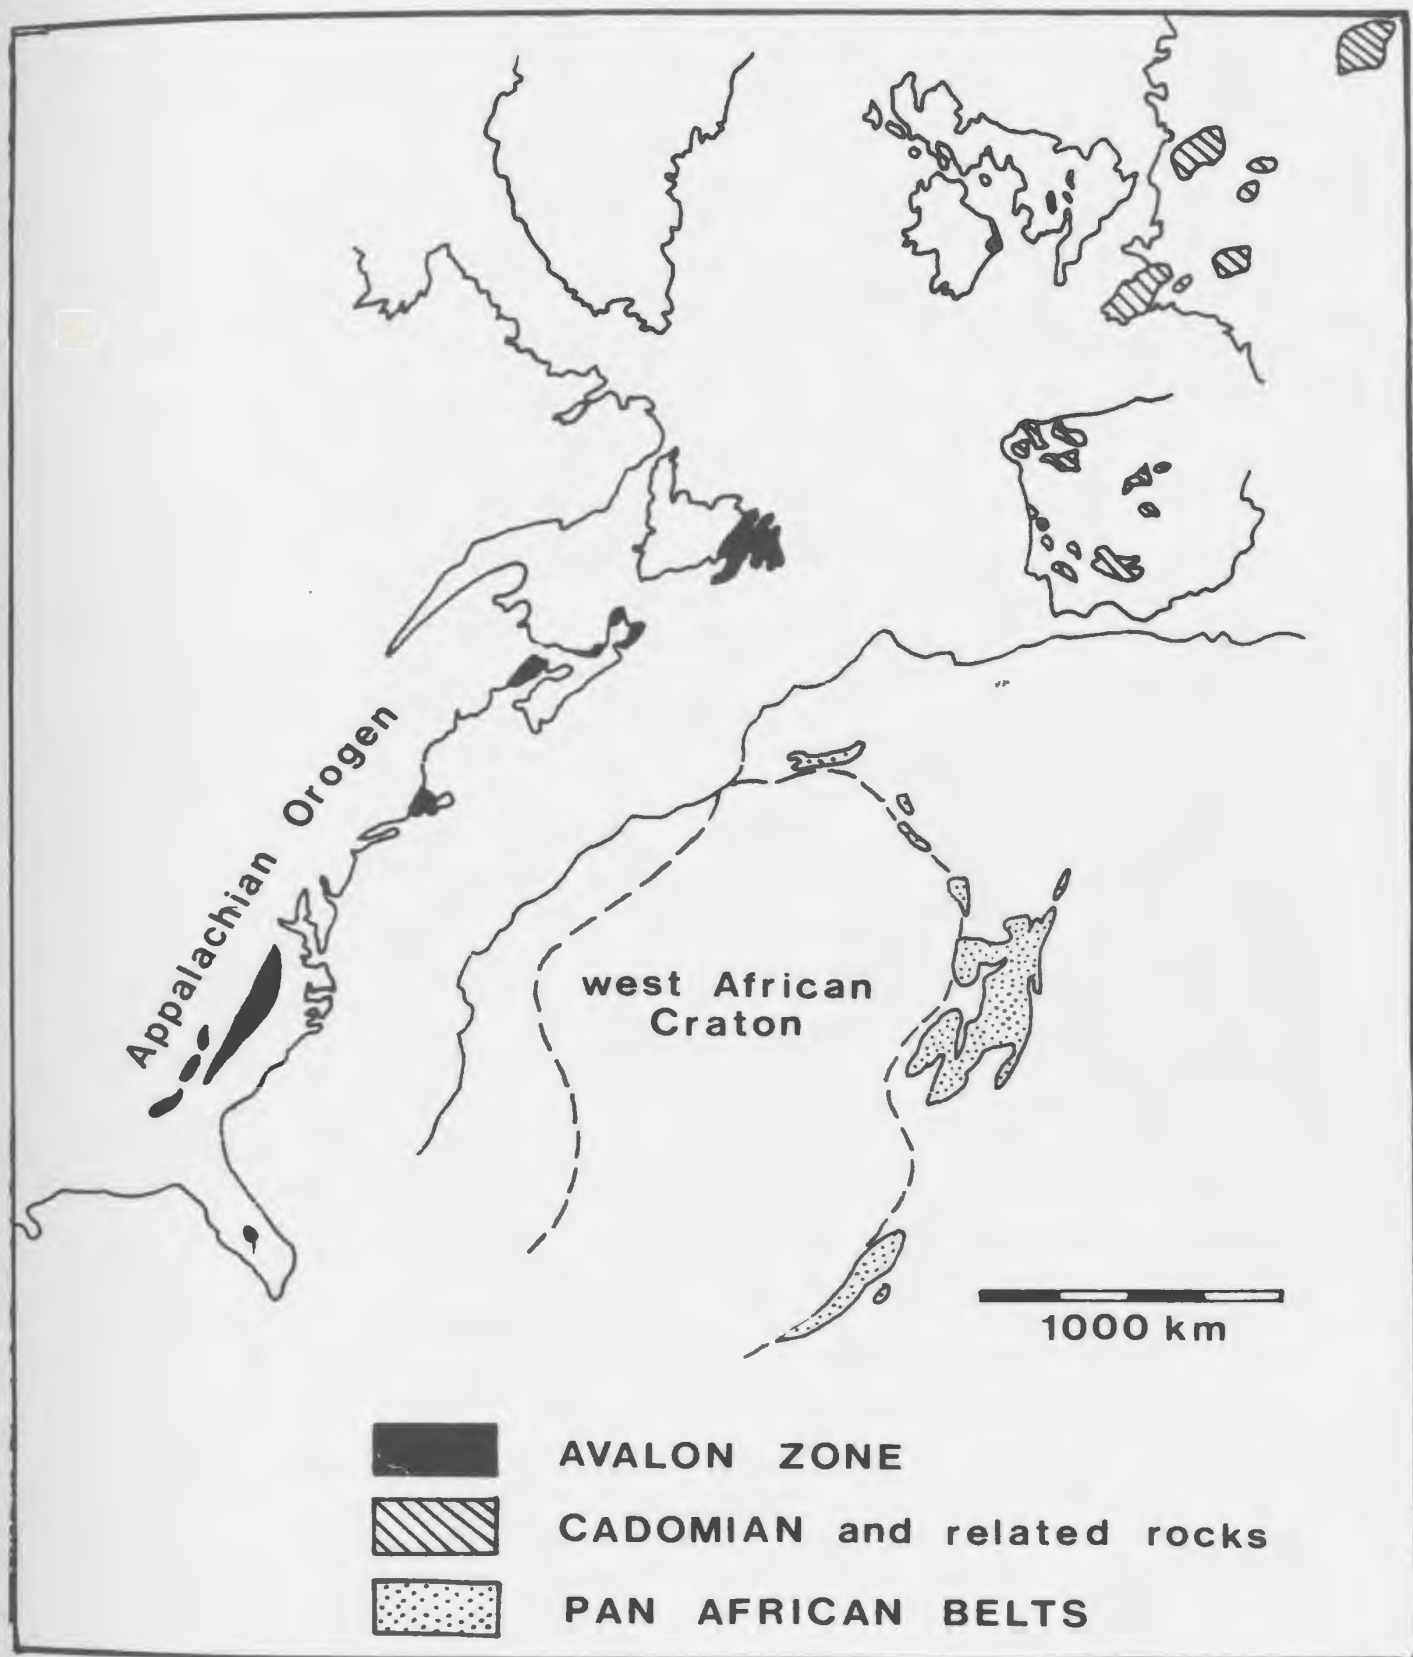 Appalachian Orogen
west African
Craton
1000 km
AVALON ZONE
CADOMIAN and related rocks
PAN AFRICAN BELTS